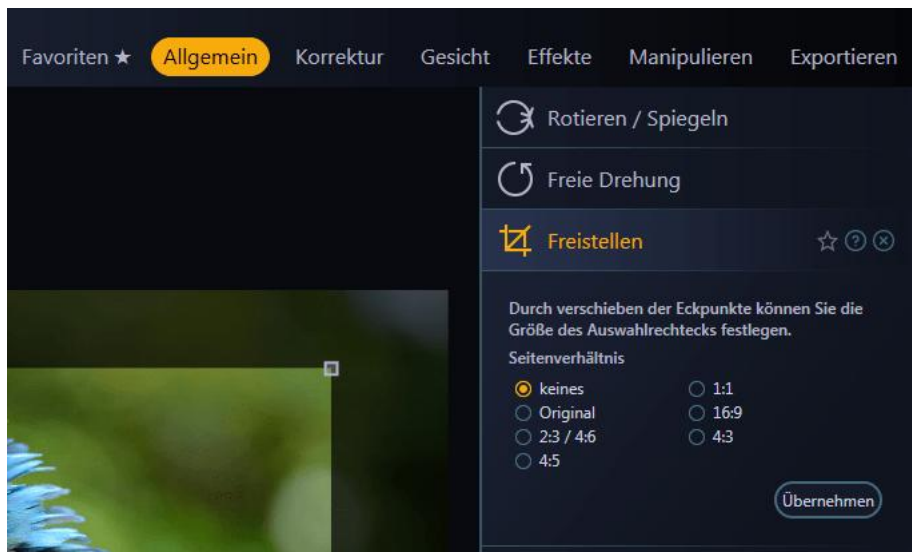 Favoriten ★ Allgemein Korrektur Gesicht Effekte Manipulieren Exportieren
Rotieren / Spiegeln
Freie Drehung
Freistellen
Durch verschieben der Eckpunkte können Sie die
Größe des Auswahlrechtecks festlegen.
Seitenverhältnis
keines 1:1
Original 16:9
2:3 / 4:6 4:3
4:5
Übernehmen